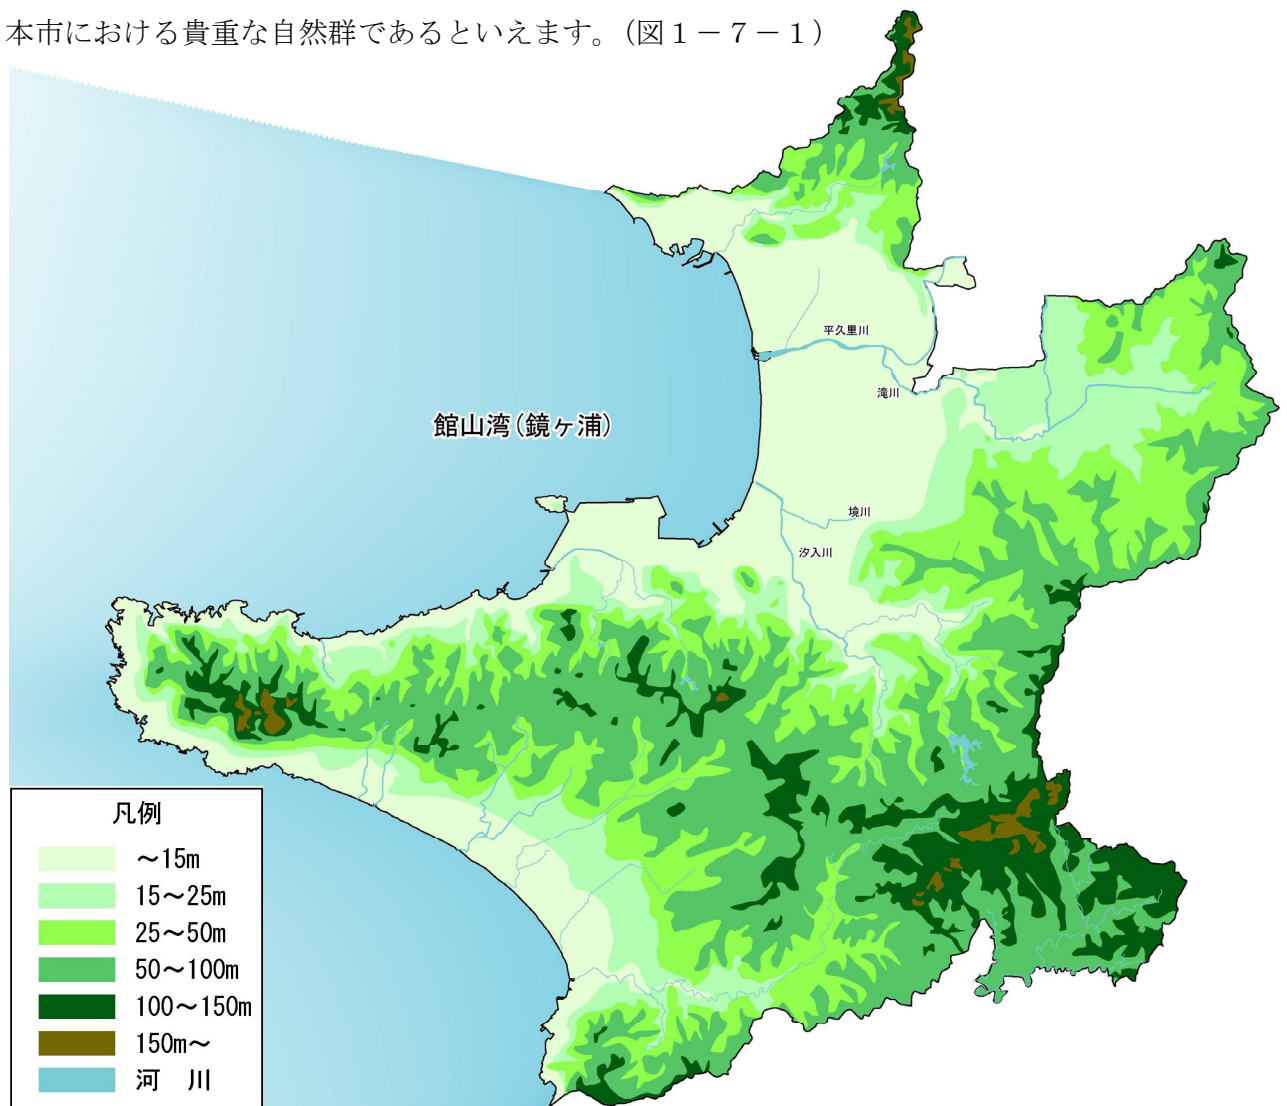 本市における貴重な自然群であるといえます。（図１－７－１）
平久里川
滝川
館山湾(鏡ヶ浦)
境川
汐入川
凡例
～15m
15～25m
25～50m
50～100m
100～150m
150m～
河　川